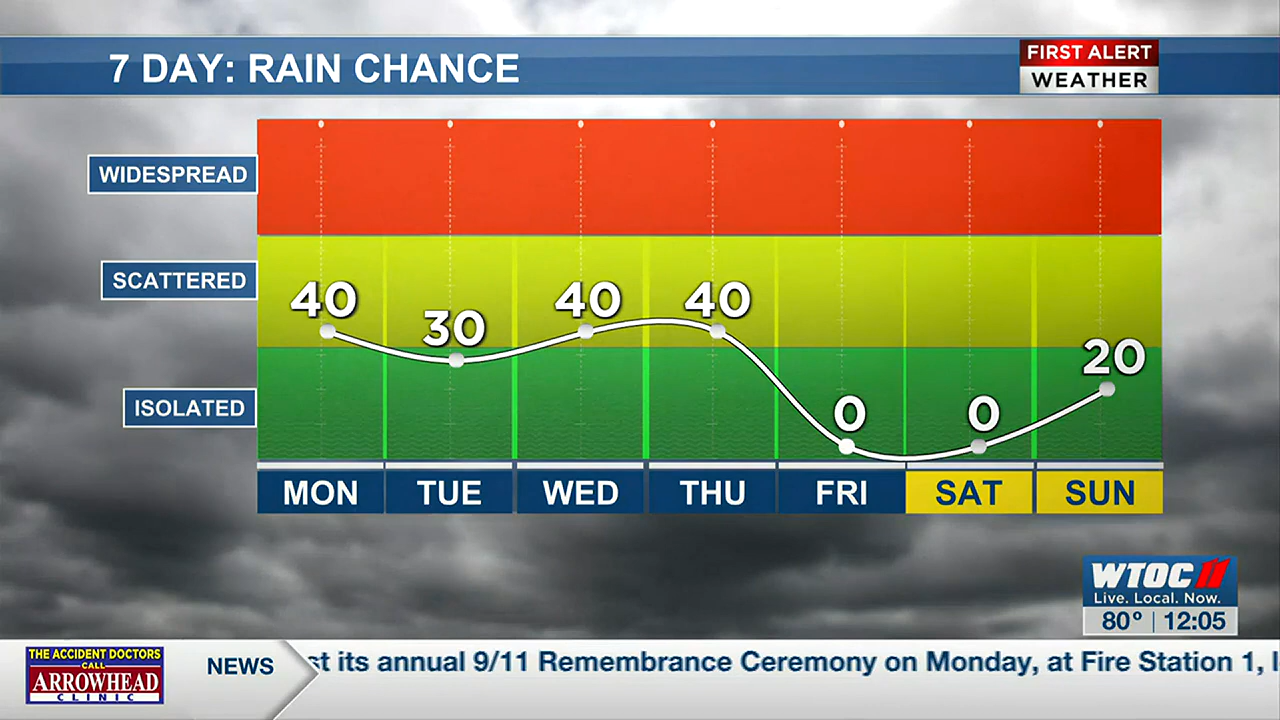 7 DAY: RAIN CHANCE
FIRST ALERT
WEATHER
WIDESPREAD
SCATTERED
ISOLATED
40
30
40
40
0
0
20
MON
TUE
WED
THU
FRI
SAT
SUN
WTOC 11
Live. Local. Now.
80° | 12:05
THE ACCIDENT DOCTORS
CALL
ARROWHEAD
CLINIC
NEWS
st its annual 9/11 Remembrance Ceremony on Monday, at Fire Station 1,